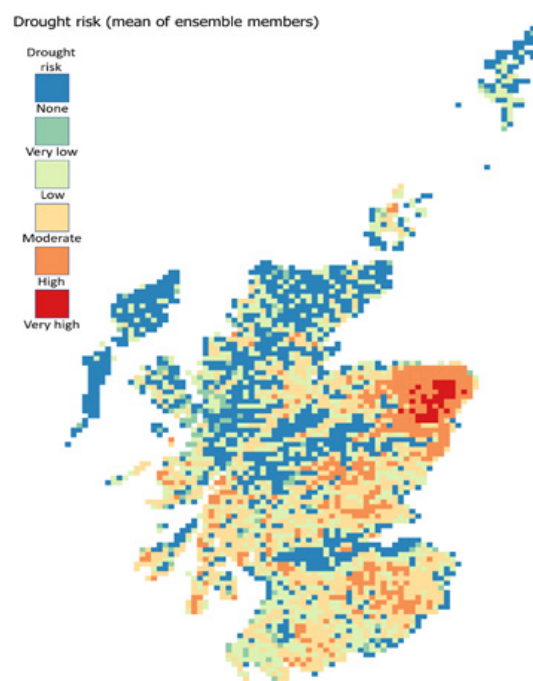 Drought risk (mean of ensemble members)
Drought
risk
None
Very low
Low
Moderate
High
Very high